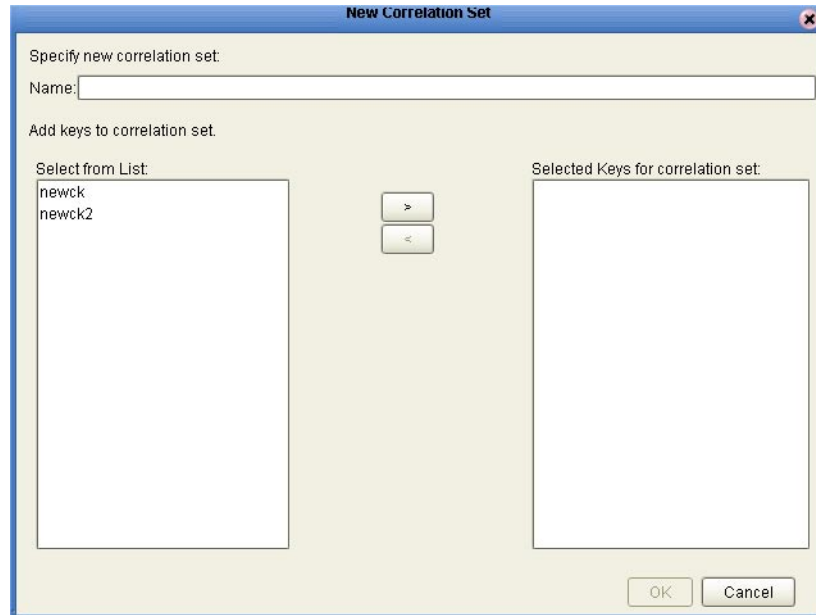 New Correlation Set
Specify new correlation set:
Name:
Add keys to correlation set.
Select from List:
newck
newck2
>
<
Selected Keys for correlation set:
OK
Cancel